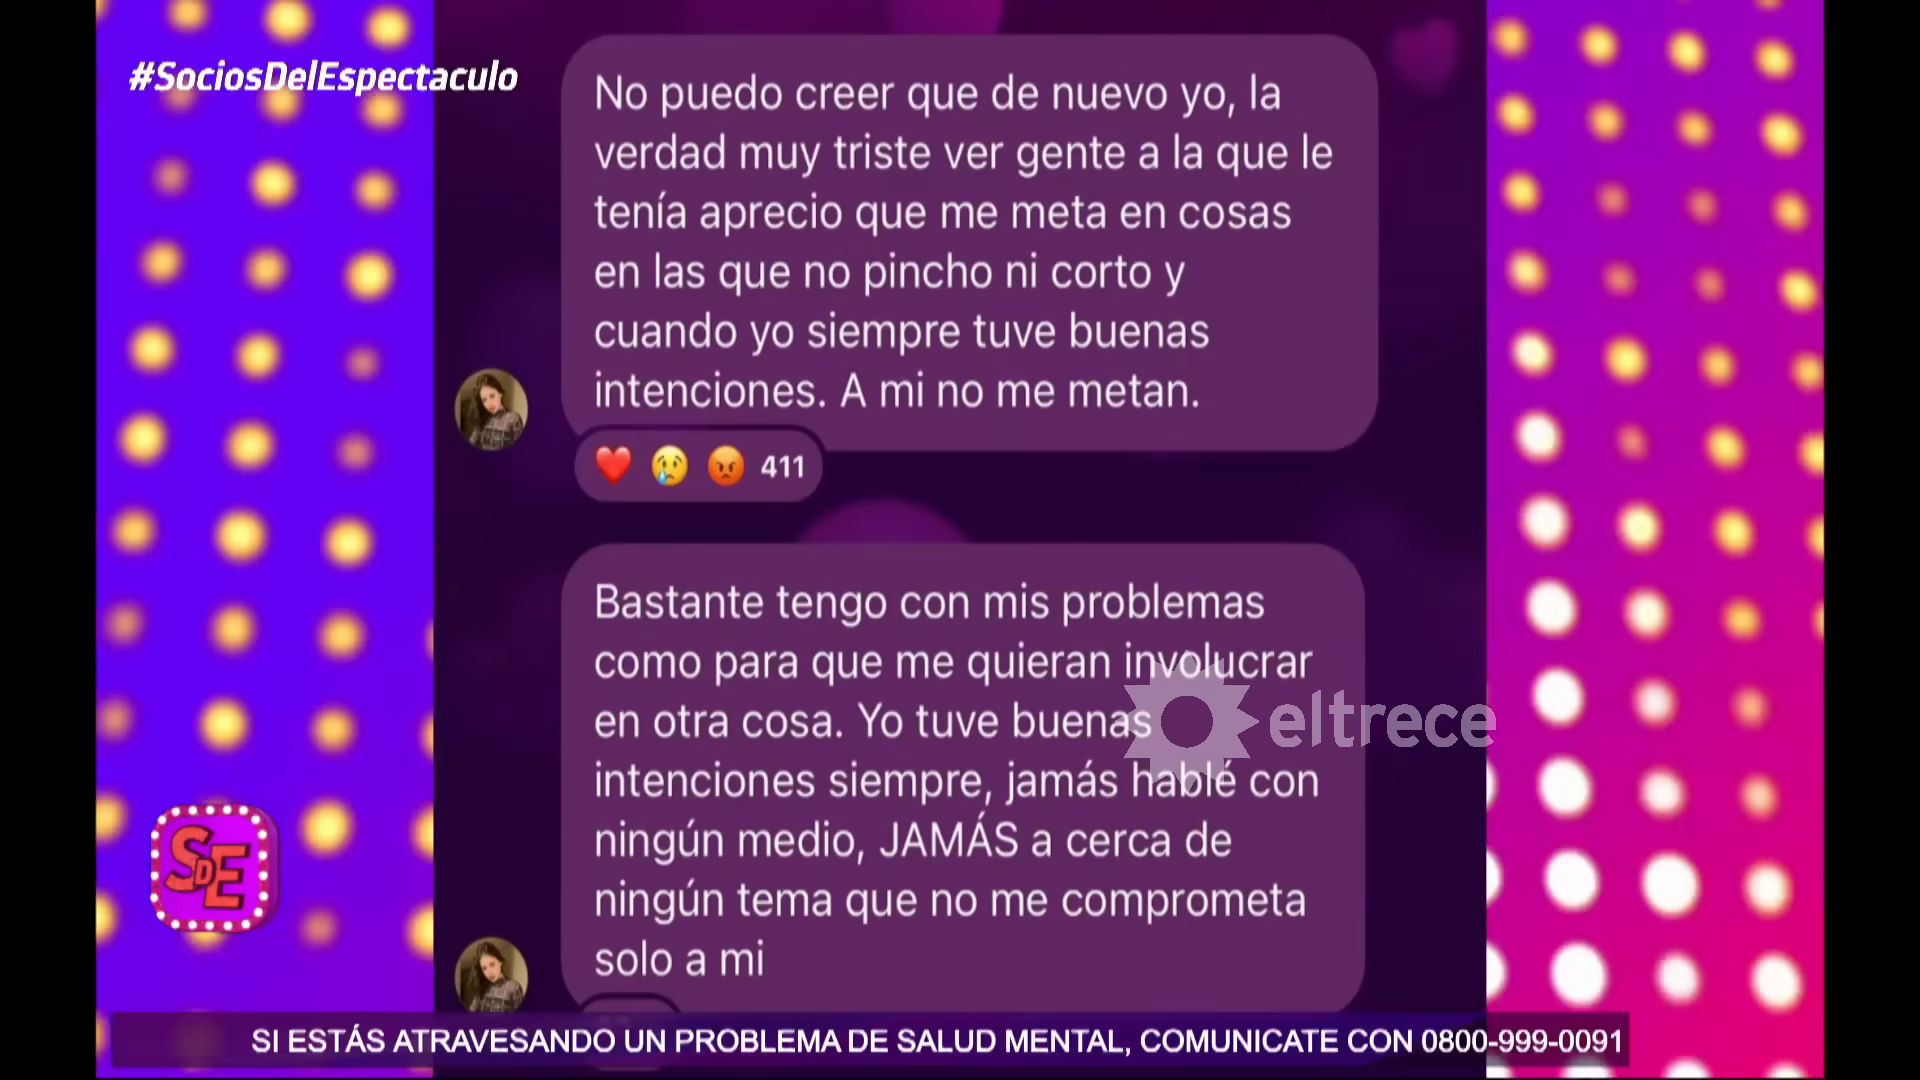 #SociosDelEspectaculo
No puedo creer que de nuevo yo, la
verdad muy triste ver gente a la que le
tenía aprecio que me meta en cosas
en las que no pincho ni corto y
cuando yo siempre tuve buenas
intenciones. A mi no me metan.
411
Bastante tengo con mis problemas
como para que me quieran involucrar
en otra cosa. Yo tuve buenas
intenciones siempre, jamás hablé con
ningún medio, JAMÁS a cerca de
ningún tema que no me comprometa
solo a mi
eltrece
SDE
SI ESTÁS ATRAVESANDO UN PROBLEMA DE SALUD MENTAL, COMUNICATE CON 0800-999-0091